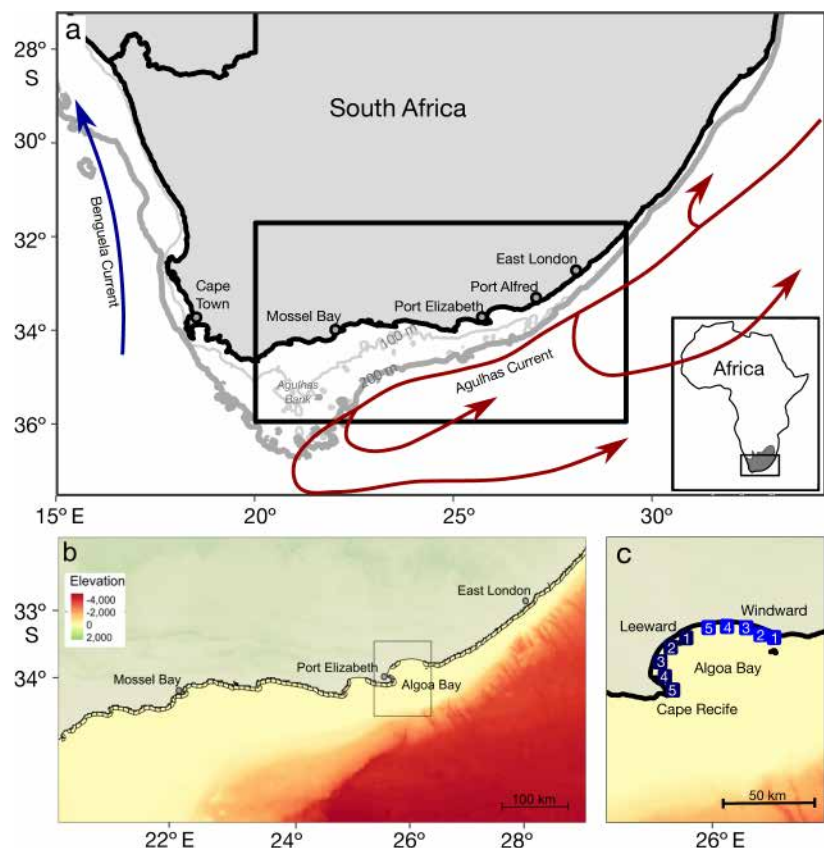 a
28°
S
30°
32°
34°
36°
South Africa
Benguela Current
Cape
Town
Mossel Bay
Port Elizabeth
Port Alfred
East London
100 m
200 m
Agulhas
Bank
Agulhas Current
Africa
15°E
20°
25°
30°
b
Elevation
-4,000
-2,000
0
2,000
33°
S
34°
East London
Port Elizabeth
Mossel Bay
Algoa Bay
100 km
22°E
24°
26°
28°
c
Windward
Leeward
5 4 3 2 1
1
2
3
4
5
Algoa Bay
Cape Recife
50 km
26°E